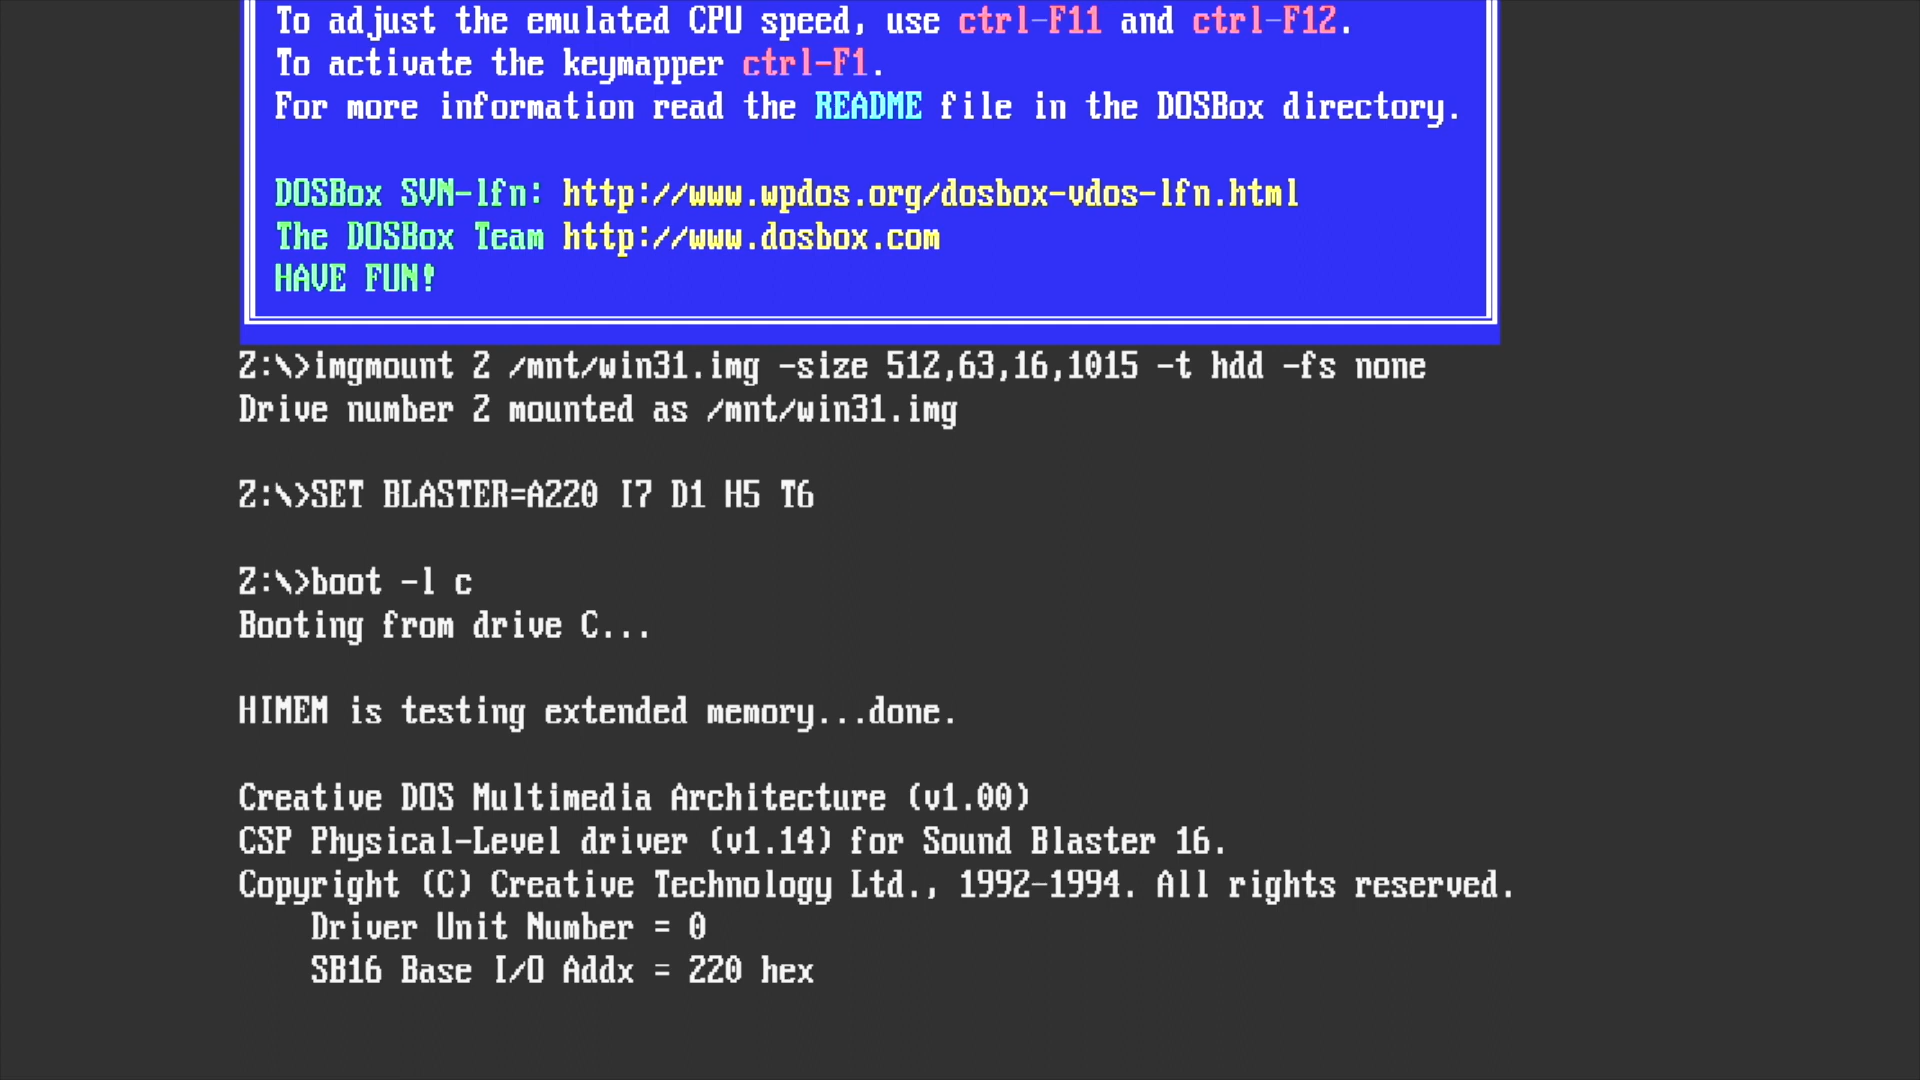 To adjust the emulated CPU speed, use ctrl-F11 and ctrl-F12.
To activate the keymapper ctrl-F1.
For more information read the README file in the DOSBox directory.
DOSBox SVN-lfn: http://www.wpdos.org/dosbox-vdos-lfn.html
The DOSBox Team http://www.dosbox.com
HAVE FUN!
Z:\>imgmount 2 /mnt/win31.img -size 512,63,16,1015 -t hdd -fs none
Drive number 2 mounted as /mnt/win31.img
Z:\>SET BLASTER=A220 I7 D1 H5 T6
Z:\>boot -l c
Booting from drive C...
HIMEM is testing extended memory...done.
Creative DOS Multimedia Architecture (v1.00)
CSP Physical-Level driver (v1.14) for Sound Blaster 16.
Copyright (C) Creative Technology Ltd., 1992-1994. All rights reserved.
Driver Unit Number = 0
SB16 Base I/O Addx = 220 hex